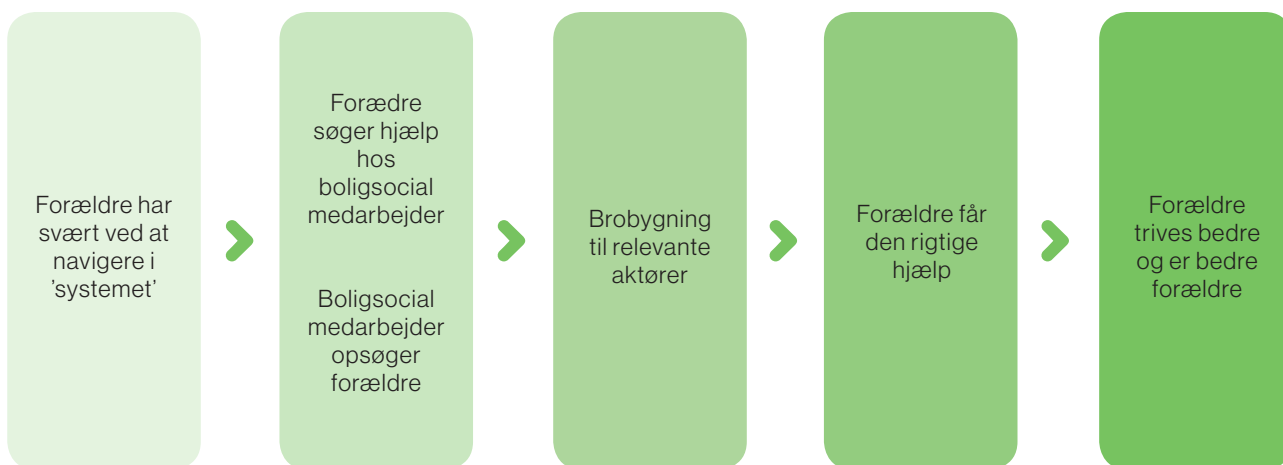 Forældre har
svært ved at
navigere i
'systemet'
Forædre
søger hjælp
hos
boligsocial
medarbejder
Boligsocial
medarbejder
opsøger
forældre
Brobygning
til relevante
aktører
Forældre får
den rigtige
hjælp
Forældre
trives bedre
og er bedre
forældre